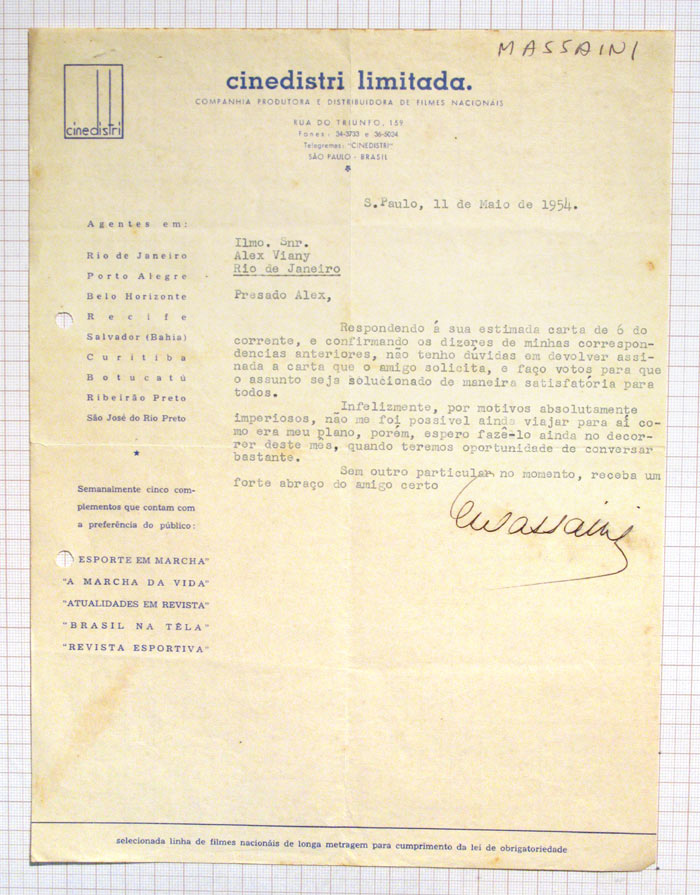 MASSAINI
cinedistri
cinedistri limitada.
COMPANHIA PRODUTORA E DISTRIBUIDORA DE FILMES NACIONÁIS
RUA DO TRIUNFO, 159
Fones: 34-3733 e 36-5034
Telegramas: "CINEDISTRI"
SÃO PAULO - BRASIL
S.Paulo, 11 de Maio de 1954.
Agentes em:
Rio de Janeiro
Porto Alegre
Belo Horizonte
Recife
Salvador (Bahia)
Curitiba
Botucatú
Ribeirão Preto
São José do Rio Preto
Semanalmente cinco com-
plementos que contam com
a preferência do público:
ESPORTE EM MARCHA"
"A MARCHA DA VIDA"
"ATUALIDADES EM REVISTA"
"BRASIL NA TÊLA"
"REVISTA ESPORTIVA"
Ilmo. Snr.
Alex Viany
Rio de Janeiro
Presado Alex,
Respondendo á sua estimada carta de 6 do
corrente, e confirmando os dizeres de minhas correspon-
dencias anteriores, não tenho dúvidas em devolver assi-
nada a carta que o amigo solicita, e faço votos para que
o assunto seja solucionado de maneira satisfatória para
todos.
Infelizmente, por motivos absolutamente
imperiosos, não me foi possivel ainda viajar para aí co-
mo era meu plano, porém, espero fazê-lo ainda no decor-
rer deste mês, quando teremos oportunidade de conversar
bastante.
Sem outro particular no momento, receba um
forte abraço do amigo certo
Massaini
selecionada linha de filmes nacionáis de longa metragem para cumprimento da lei de obrigatoriedade